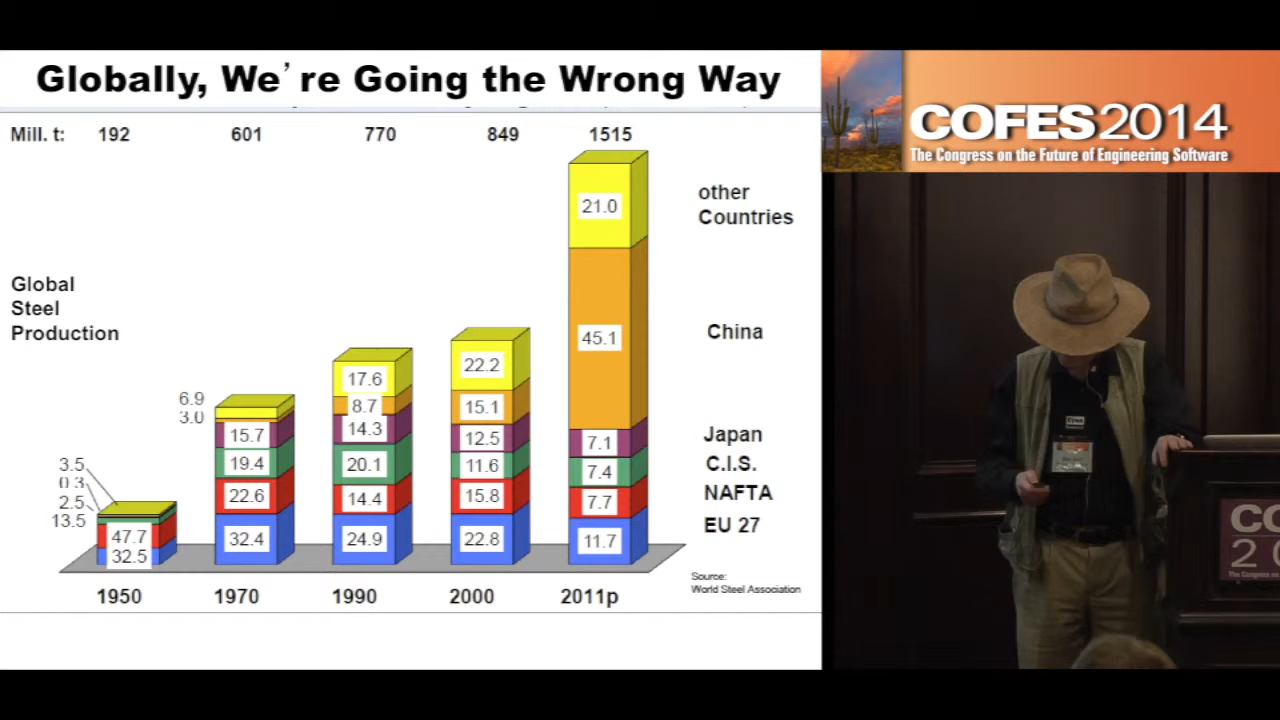 Globally, We're Going the Wrong Way
Mill. t: 192 601 770 849 1515
Global
Steel
Production
3.5
0.3
2.5
13.5
47.7
32.5
6.9
3.0
15.7
19.4
22.6
32.4
17.6
8.7
14.3
20.1
14.4
24.9
22.2
15.1
12.5
11.6
15.8
22.8
21.0
45.1
7.1
7.4
7.7
11.7
other
Countries
China
Japan
C.I.S.
NAFTA
EU 27
Source:
World Steel Association
1950 1970 1990 2000 2011p
COFES2014
The Congress on the Future of Engineering Software
CO
2